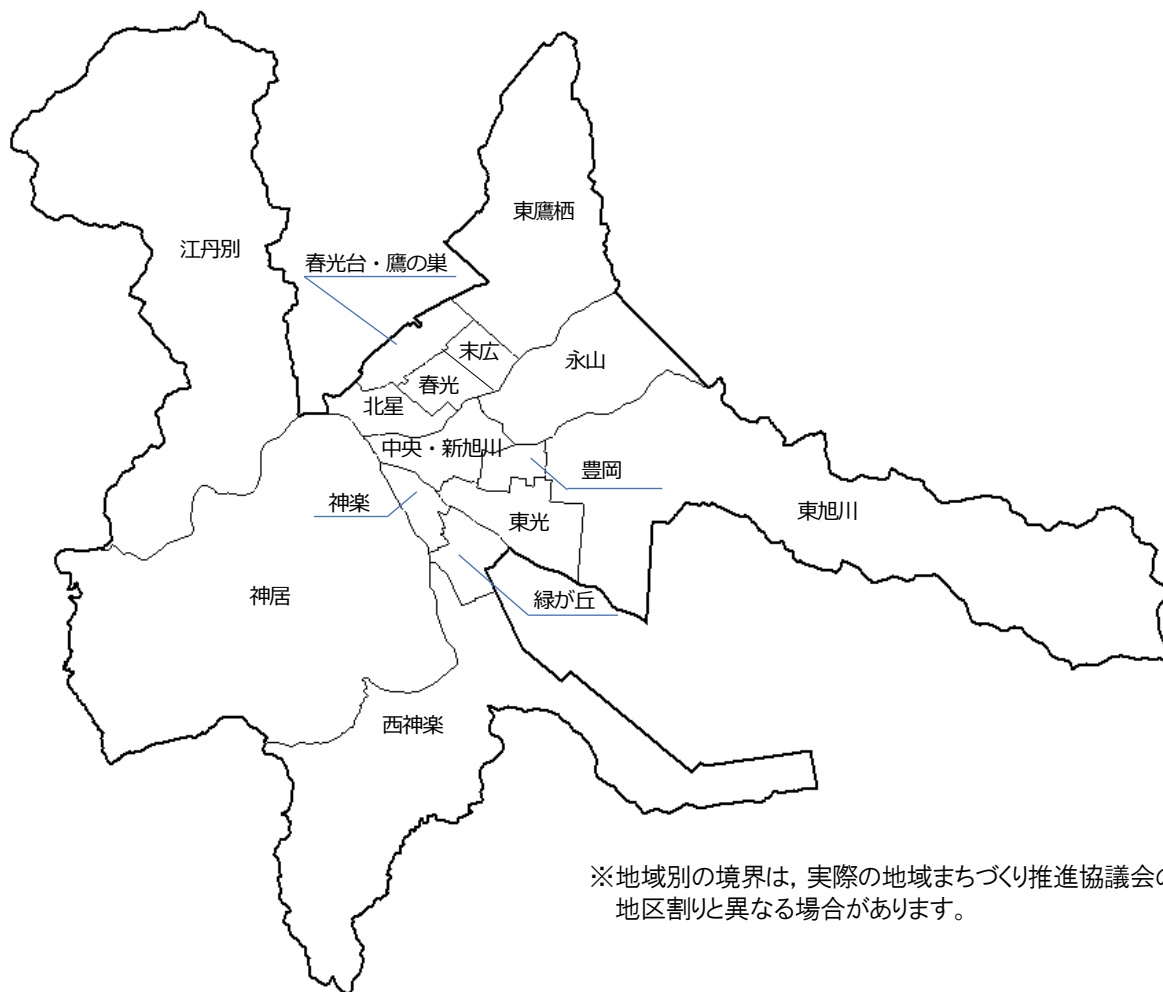 東鷹栖
江丹別
春光台・鷹の巣
末広
永山
春光
北星
中央・新旭川
豊岡
神楽
東光
東旭川
神居
緑が丘
西神楽
※地域別の境界は，実際の地域まちづくり推進協議会の
地区割りと異なる場合があります。